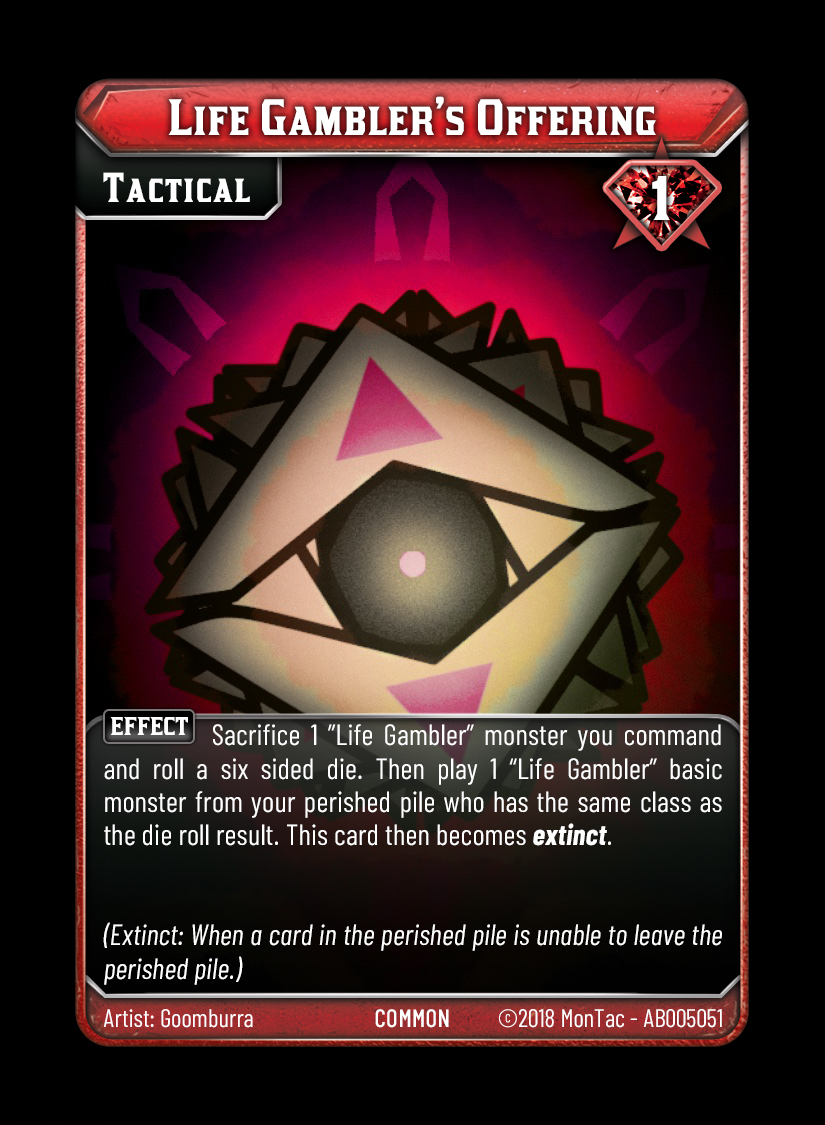 Life Gambler's Offering
Tactical
1
EFFECT Sacrifice 1 "Life Gambler" monster you command
and roll a six sided die. Then play 1 "Life Gambler" basic
monster from your perished pile who has the same class as
the die roll result. This card then becomes extinct.
(Extinct: When a card in the perished pile is unable to leave the
perished pile.)
Artist: Goomburra COMMON ©2018 MonTac - AB005051